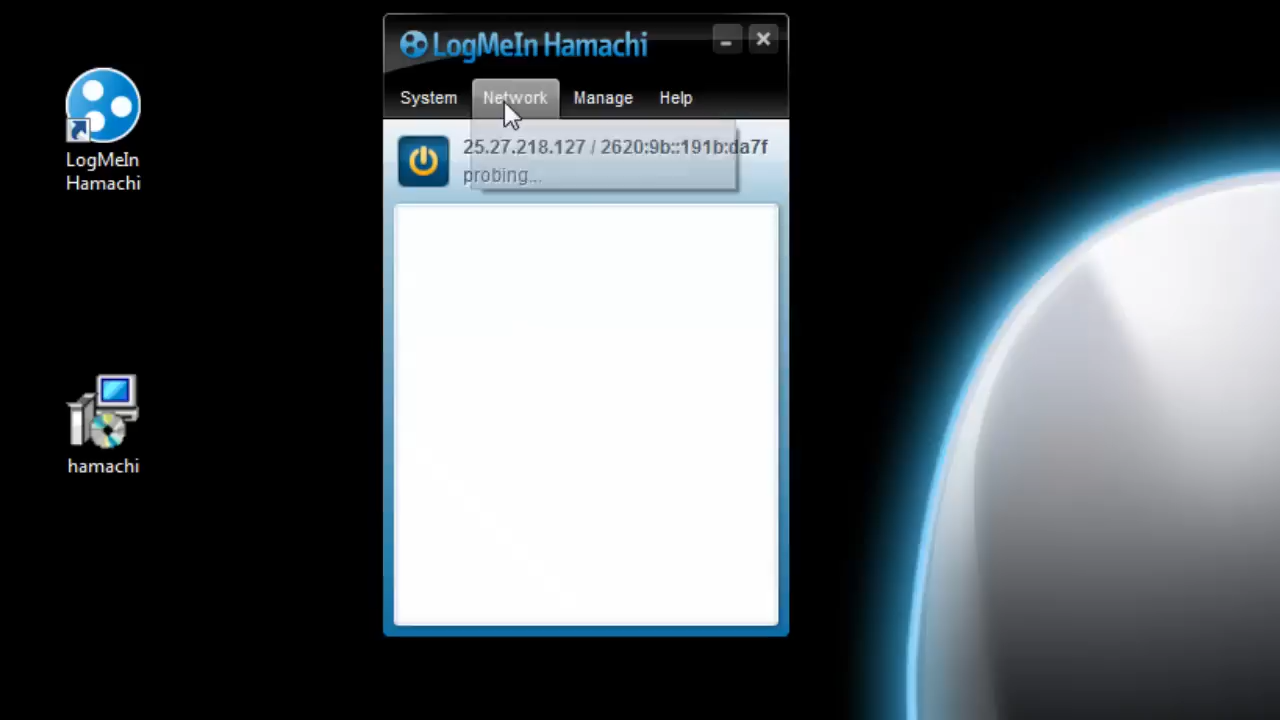 LogMeIn Hamachi
System Network Manage Help
25.27.218.127 / 2620:9b::191b:da7f
probing...
LogMeIn
Hamachi
hamachi